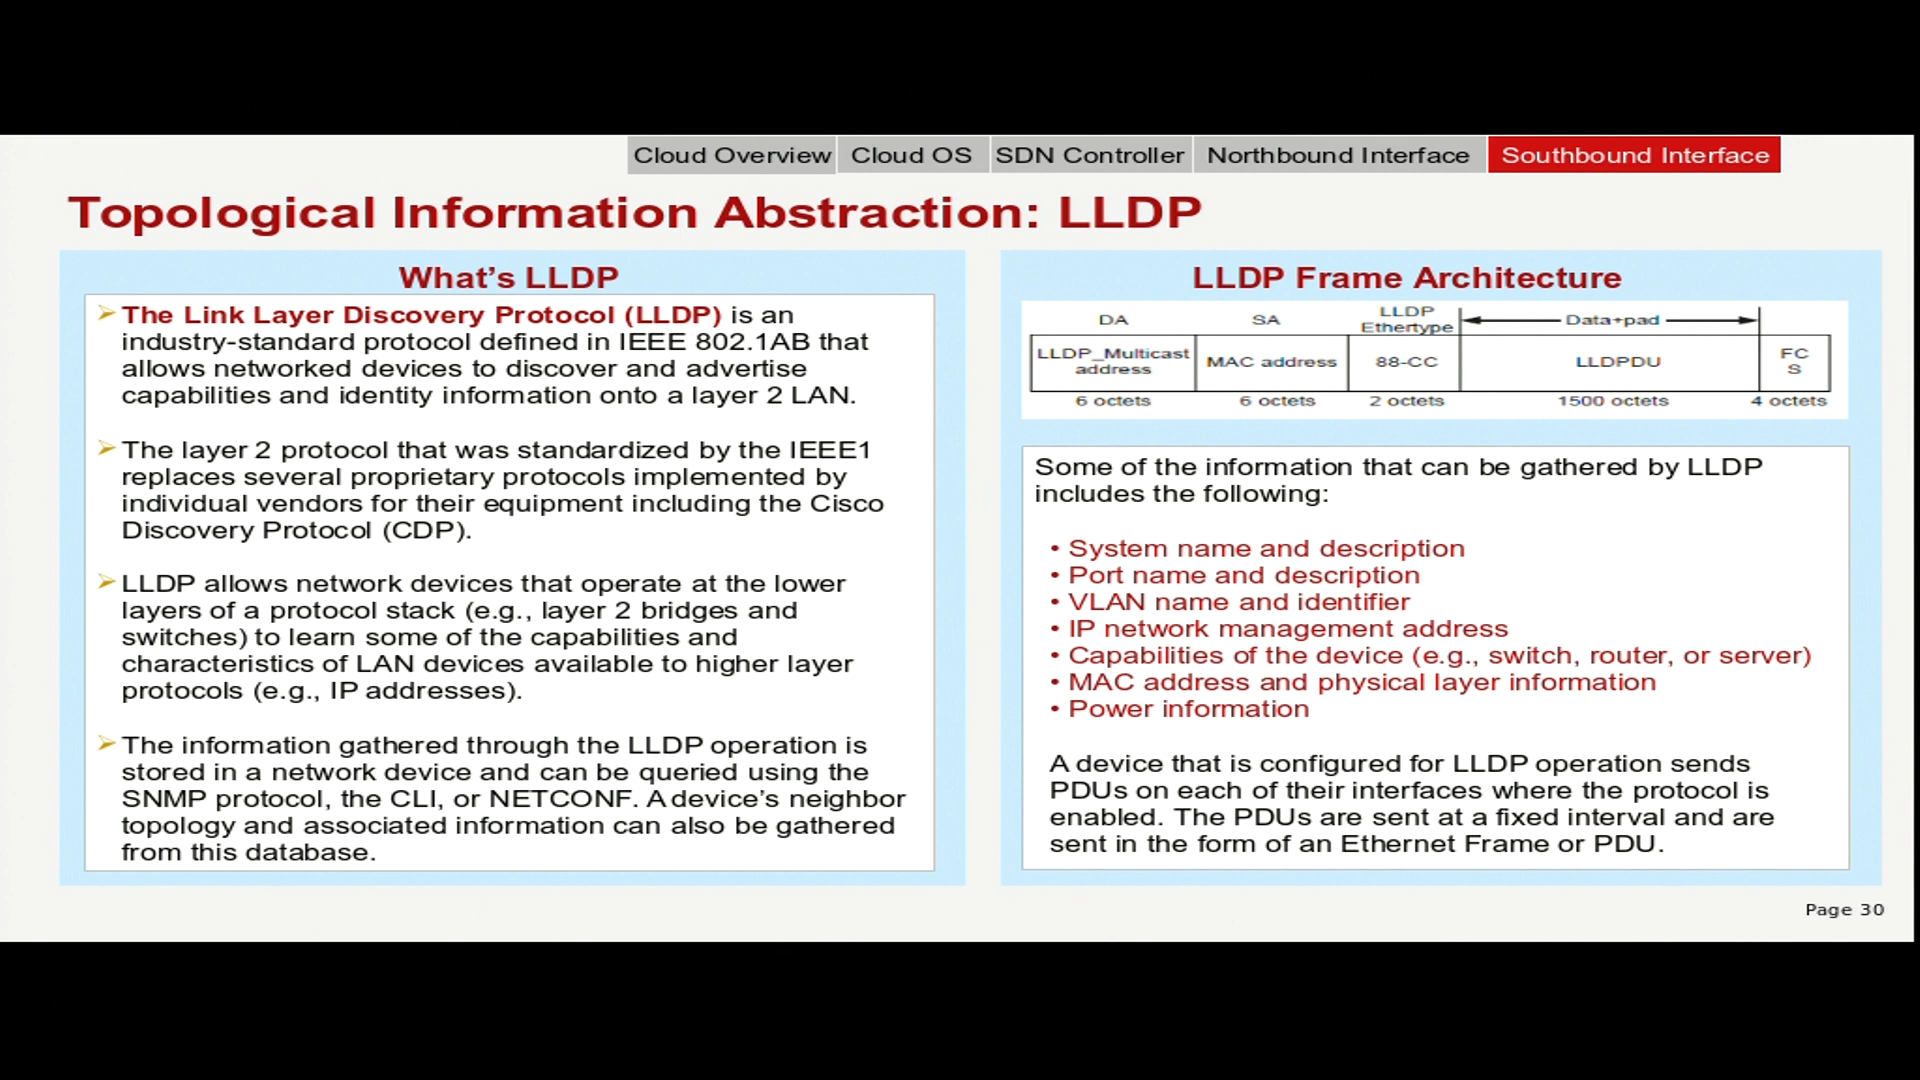 Cloud Overview Cloud OS SDN Controller Northbound Interface Southbound Interface
Topological Information Abstraction: LLDP
What's LLDP
The Link Layer Discovery Protocol (LLDP) is an
industry-standard protocol defined in IEEE 802.1AB that
allows networked devices to discover and advertise
capabilities and identity information onto a layer 2 LAN.
The layer 2 protocol that was standardized by the IEEE1
replaces several proprietary protocols implemented by
individual vendors for their equipment including the Cisco
Discovery Protocol (CDP).
LLDP allows network devices that operate at the lower
layers of a protocol stack (e.g., layer 2 bridges and
switches) to learn some of the capabilities and
characteristics of LAN devices available to higher layer
protocols (e.g., IP addresses).
The information gathered through the LLDP operation is
stored in a network device and can be queried using the
SNMP protocol, the CLI, or NETCONF. A device's neighbor
topology and associated information can also be gathered
from this database.
LLDP Frame Architecture
DA SA LLDP
Ethertype Data+pad
LLDP_Multicast
address MAC address 88-CC LLDPDU FC
S
6 octets 6 octets 2 octets 1500 octets 4 octets
Some of the information that can be gathered by LLDP
includes the following:
• System name and description
• Port name and description
• VLAN name and identifier
• IP network management address
• Capabilities of the device (e.g., switch, router, or server)
• MAC address and physical layer information
• Power information
A device that is configured for LLDP operation sends
PDUs on each of their interfaces where the protocol is
enabled. The PDUs are sent at a fixed interval and are
sent in the form of an Ethernet Frame or PDU.
Page 30